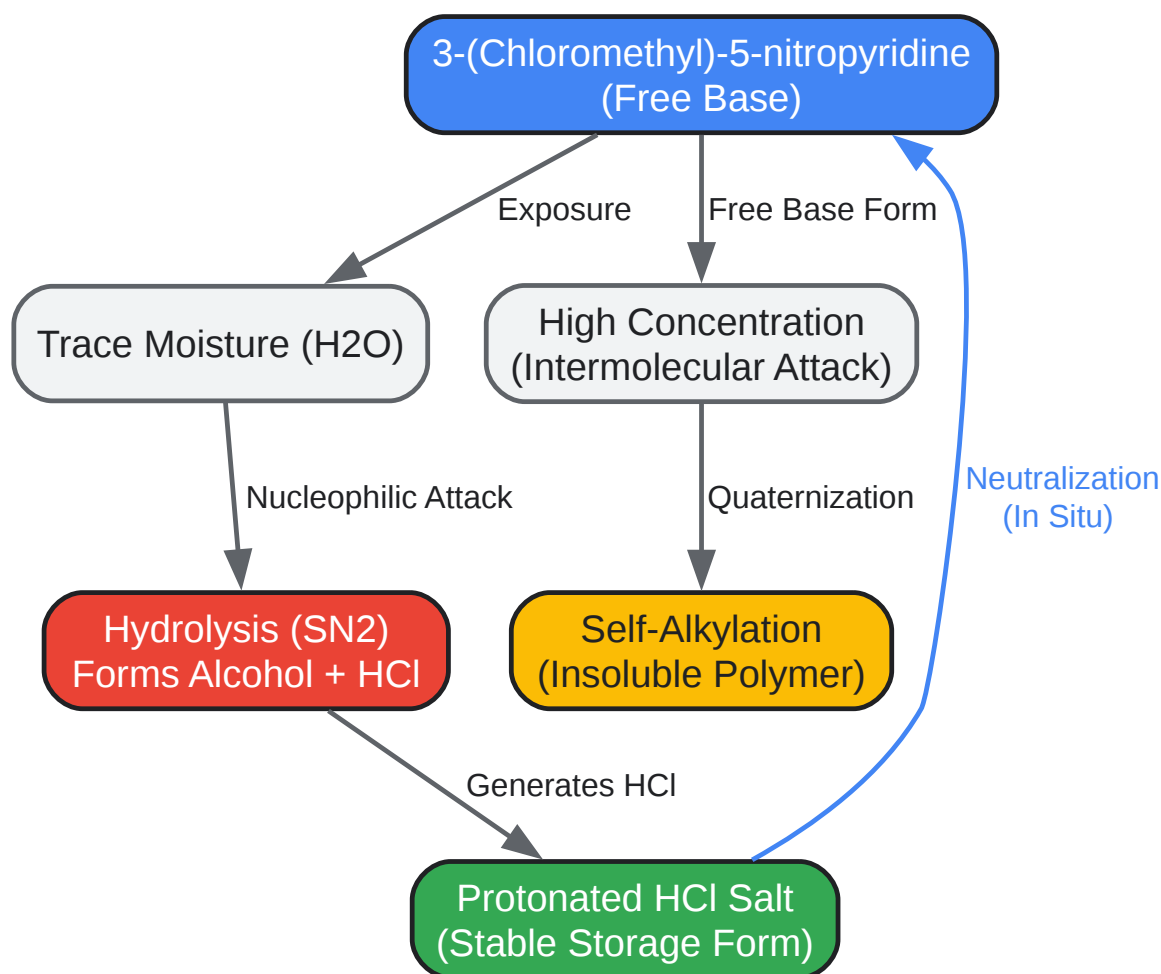 3-(Chloromethyl)-5-nitropyridine
(Free Base)
Exposure
Free Base Form
Trace Moisture (H2O)
High Concentration
(Intermolecular Attack)
Nucleophilic Attack
Quaternization
Neutralization
(In Situ)
Hydrolysis (SN2)
Forms Alcohol + HCl
Self-Alkylation
(Insoluble Polymer)
Generates HCl
Protonated HCl Salt
(Stable Storage Form)